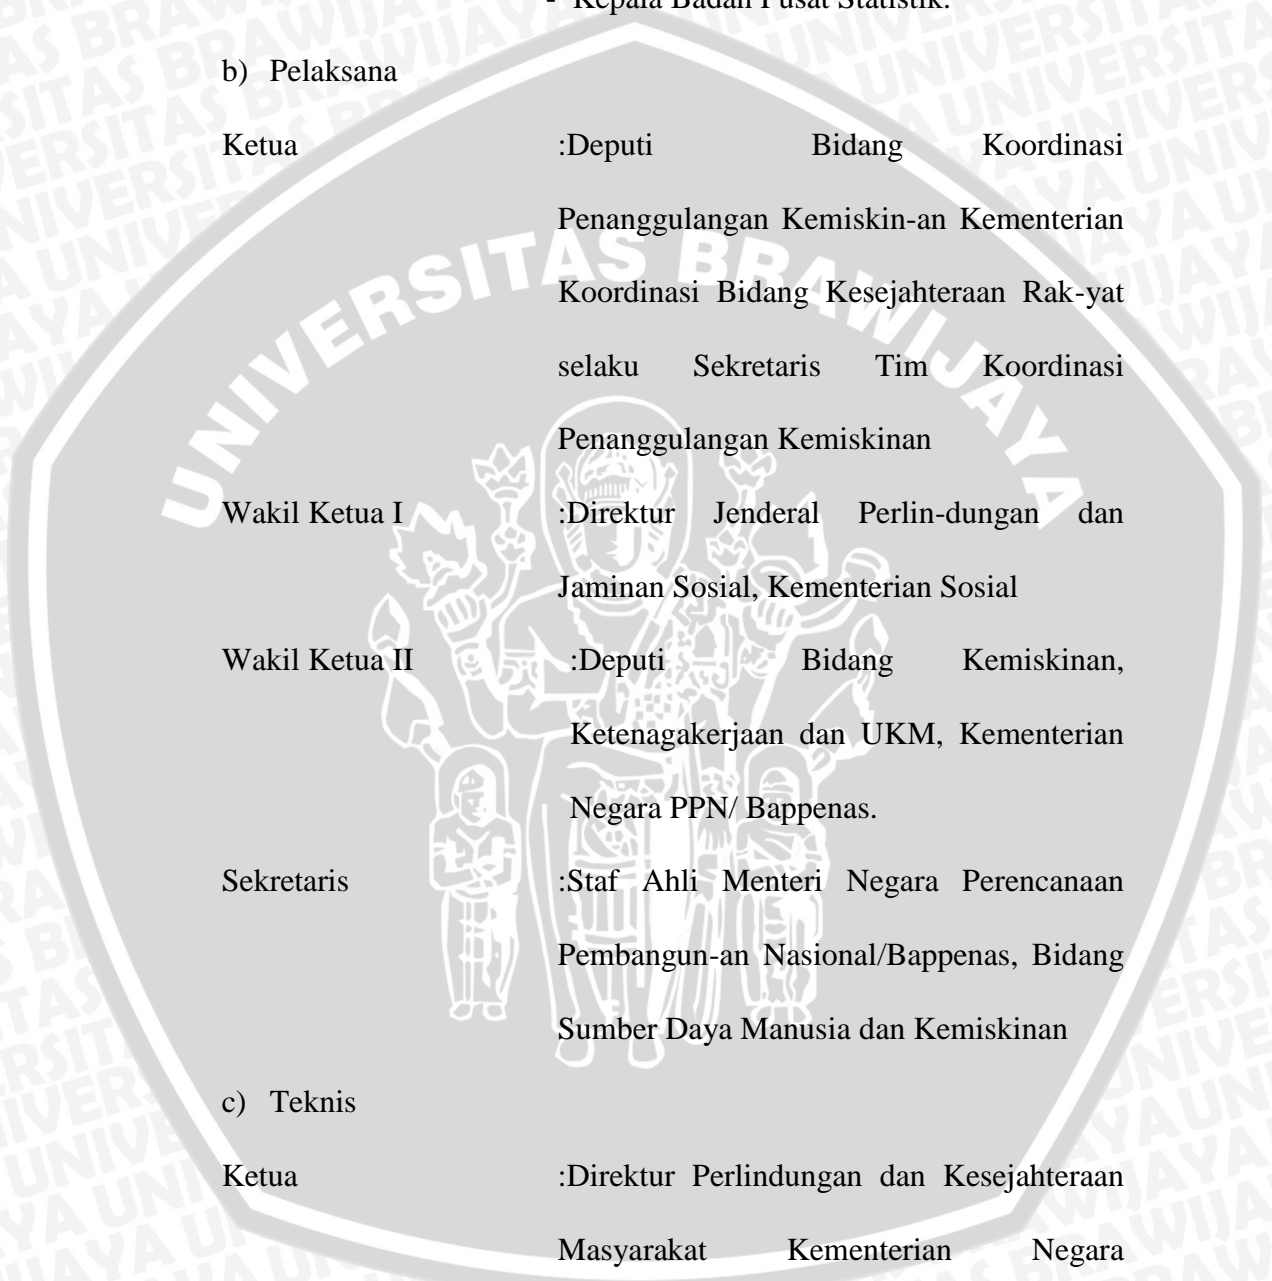 - Kepala Badan Pusat Statistik.
b) Pelaksana
Ketua :Deputi Bidang Koordinasi
Penanggulangan Kemiskin-an Kementerian
Koordinasi Bidang Kesejahteraan Rak-yat
selaku Sekretaris Tim Koordinasi
Penanggulangan Kemiskinan
Wakil Ketua I :Direktur Jenderal Perlin-dungan dan
Jaminan Sosial, Kementerian Sosial
Wakil Ketua II :Deputi Bidang Kemiskinan,
Ketenagakerjaan dan UKM, Kementerian
Negara PPN/ Bappenas.
Sekretaris :Staf Ahli Menteri Negara Perencanaan
Pembangun-an Nasional/Bappenas, Bidang
Sumber Daya Manusia dan Kemiskinan
c) Teknis
Ketua :Direktur Perlindungan dan Kesejahteraan
Masyarakat Kementerian Negara
UNIVERSITAS BRAWIJAYA